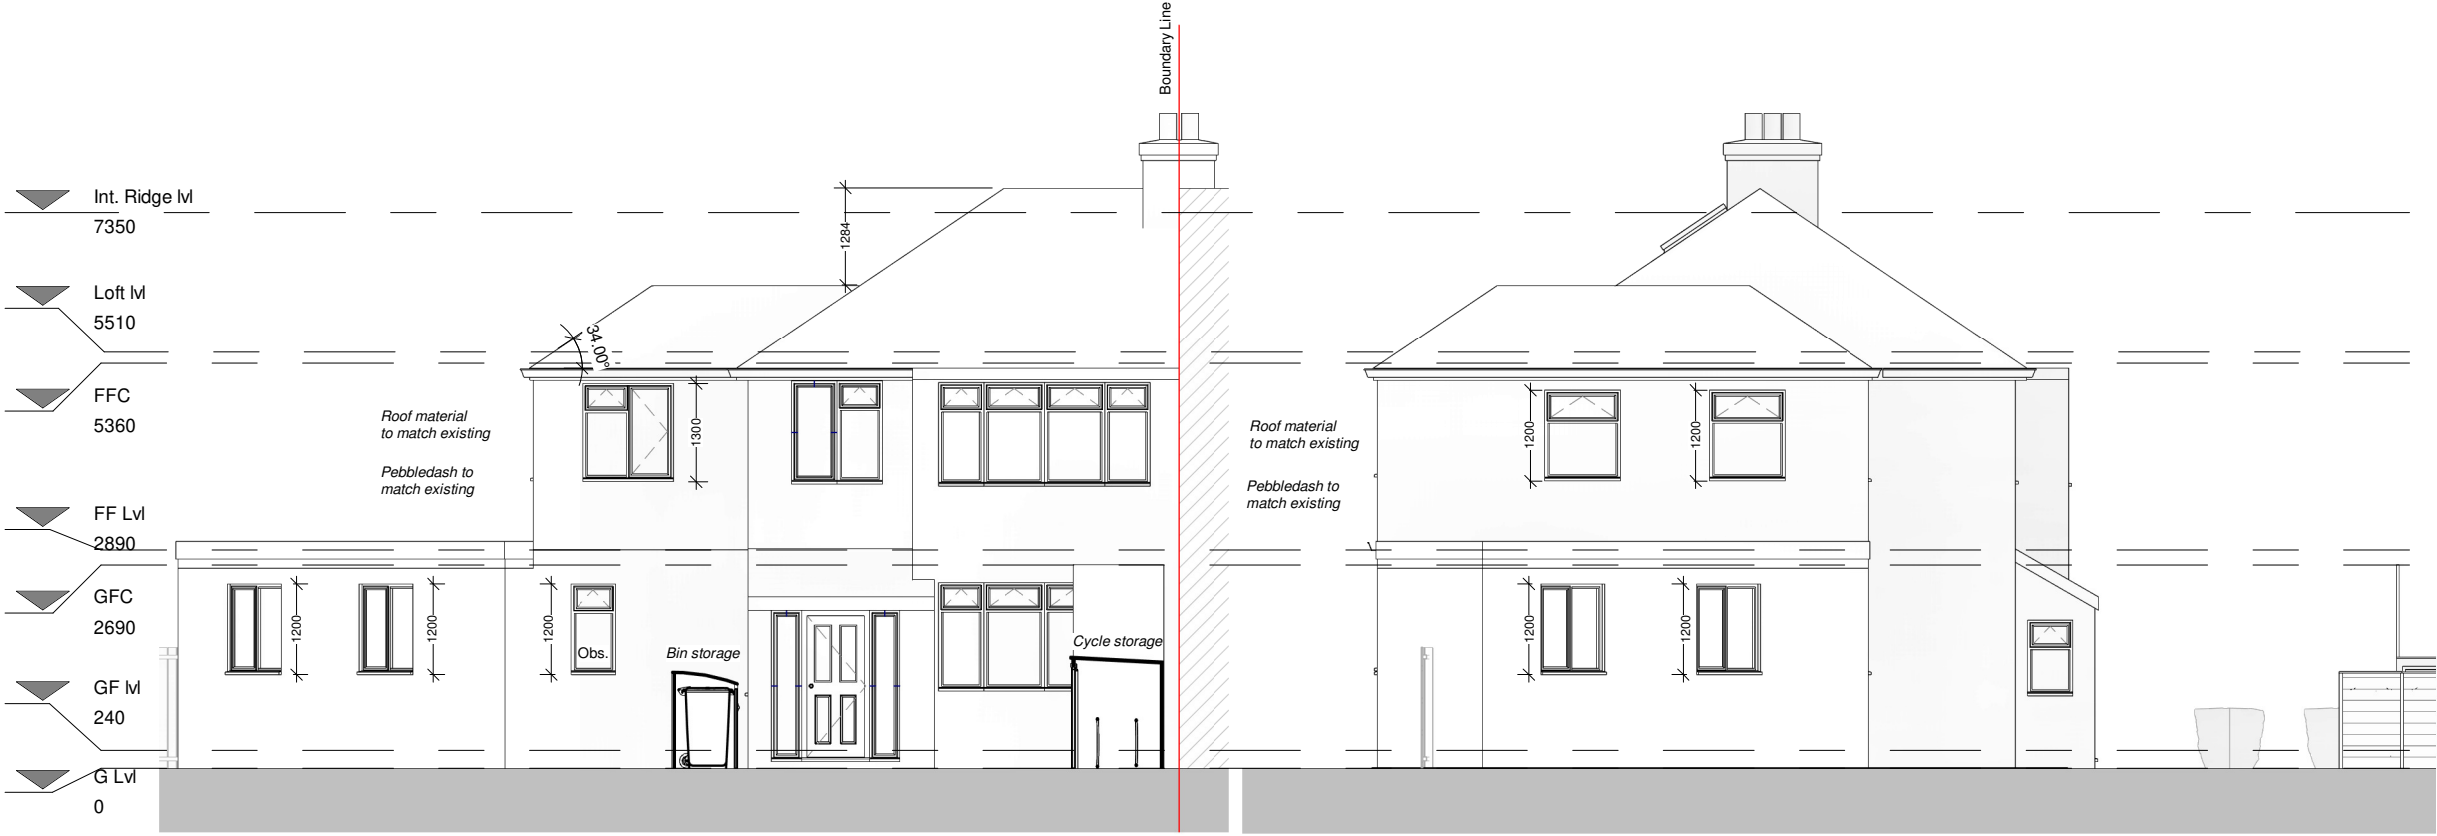 Boundary Line
Int. Ridge lvl
7350
1284
Loft lvl
5510
34.00°
FFC
5360
Roof material
to match existing
Pebbledash to
match existing
1300
Roof material
to match existing
Pebbledash to
match existing
1200
1200
FF Lvl
2890
GFC
2690
1200
1200
1200
Obs.
Bin storage
Cycle storage
1200
1200
GF lvl
240
G Lvl
0